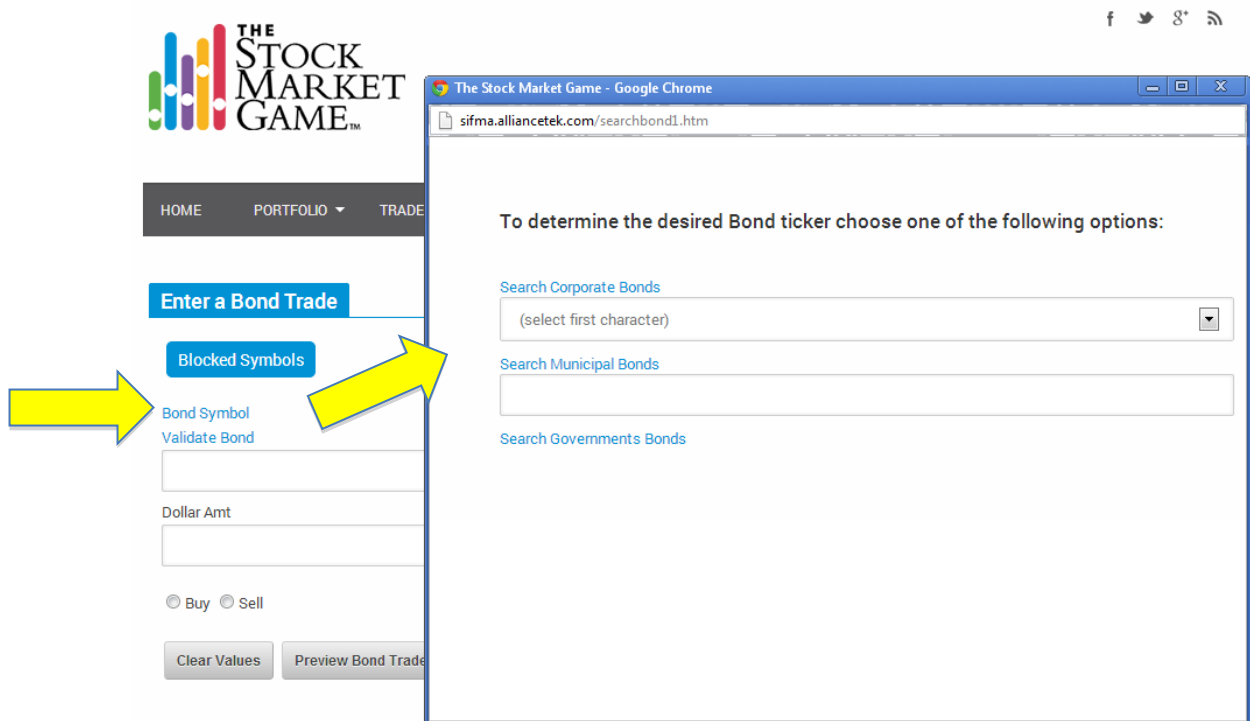 THE
STOCK
MARKET
GAME™
f g+
HOME PORTFOLIO TRADE
Enter a Bond Trade
Blocked Symbols
Bond Symbol
Validate Bond
Dollar Amt
Buy Sell
Clear Values Preview Bond Trade
The Stock Market Game - Google Chrome
sifma.alliancetek.com/searchbond1.htm
To determine the desired Bond ticker choose one of the following options:
Search Corporate Bonds
(select first character)
Search Municipal Bonds
Search Governments Bonds